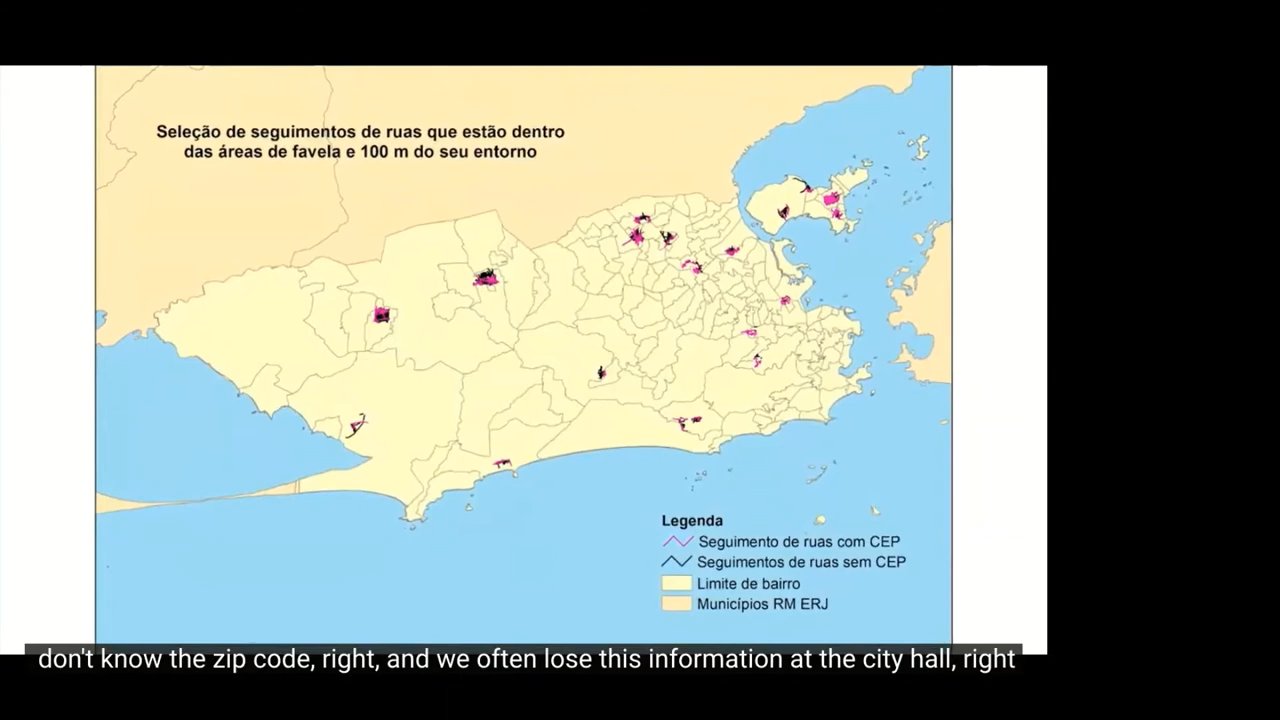 Seleção de seguimentos de ruas que estão dentro
das áreas de favela e 100 m do seu entorno
Legenda
Seguimento de ruas com CEP
Seguimentos de ruas sem CEP
Limite de bairro
Municípios RM ERJ
don't know the zip code, right, and we often lose this information at the city hall, right